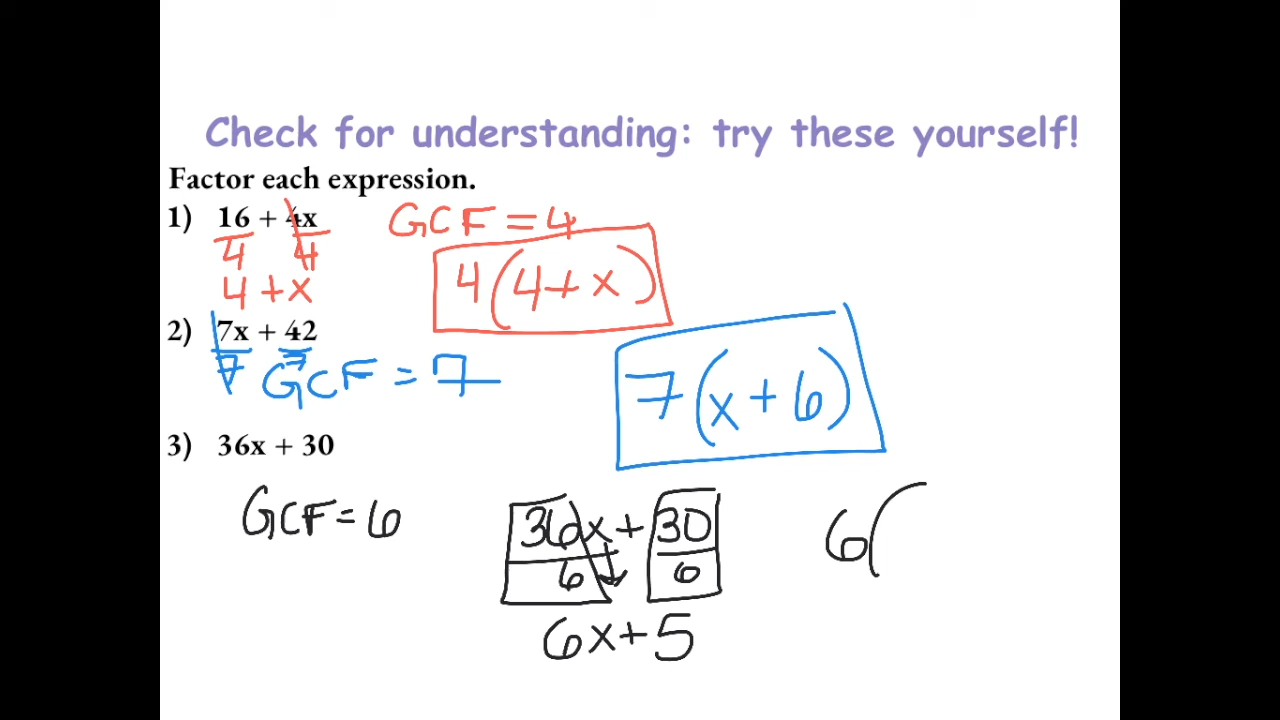 Check for understanding: try these yourself!
Factor each expression.
1) 16 + 4x
4 4
4 + x
GCF = 4
4(4 + x)
2) 7x + 42
7 7
GCF = 7
7(x + 6)
3) 36x + 30
GCF = 6
36x + 30
6 6
6x + 5
6(